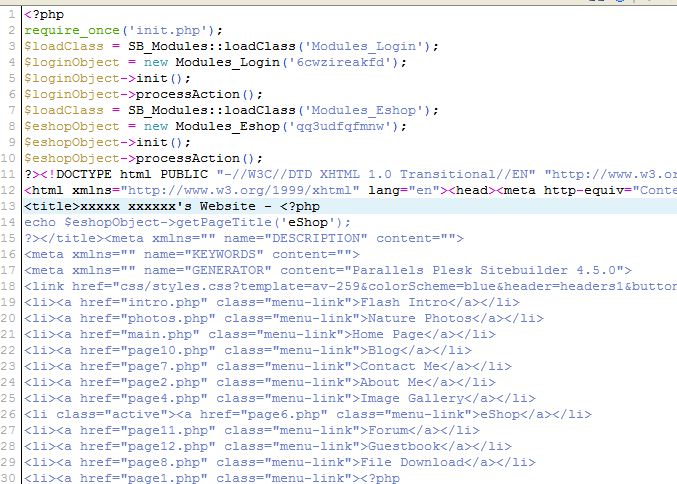 1 <?php
2 require_once('init.php');
3 $loadClass = SB_Modules::loadClass('Modules_Login');
4 $loginObject = new Modules_Login('6cwzireakfd');
5 $loginObject->init();
6 $loginObject->processAction();
7 $loadClass = SB_Modules::loadClass('Modules_Eshop');
8 $eshopObject = new Modules_Eshop('qq3udfqfmnw');
9 $eshopObject->init();
10 $eshopObject->processAction();
11 ?><!DOCTYPE html PUBLIC "-//W3C//DTD XHTML 1.0 Transitional//EN" "http://www.w3.or
12 <html xmlns="http://www.w3.org/1999/xhtml" lang="en"><head><meta http-equiv="Conte
13 <title>xxxxx xxxxxx's Website - <?php
14 echo $eshopObject->getPageTitle('eShop');
15 ?></title><meta xmlns="" name="DESCRIPTION" content="">
16 <meta xmlns="" name="KEYWORDS" content="">
17 <meta xmlns="" name="GENERATOR" content="Parallels Plesk Sitebuilder 4.5.0">
18 <link href="css/styles.css?template=av-259&colorScheme=blue&header=headers1&button
19 <li><a href="intro.php" class="menu-link">Flash Intro</a></li>
20 <li><a href="photos.php" class="menu-link">Nature Photos</a></li>
21 <li><a href="main.php" class="menu-link">Home Page</a></li>
22 <li><a href="page10.php" class="menu-link">Blog</a></li>
23 <li><a href="page7.php" class="menu-link">Contact Me</a></li>
24 <li><a href="page2.php" class="menu-link">About Me</a></li>
25 <li><a href="page4.php" class="menu-link">Image Gallery</a></li>
26 <li class="active"><a href="page6.php" class="menu-link">eShop</a></li>
27 <li><a href="page11.php" class="menu-link">Forum</a></li>
28 <li><a href="page12.php" class="menu-link">Guestbook</a></li>
29 <li><a href="page8.php" class="menu-link">File Download</a></li>
30 <li><a href="page1.php" class="menu-link"><?php